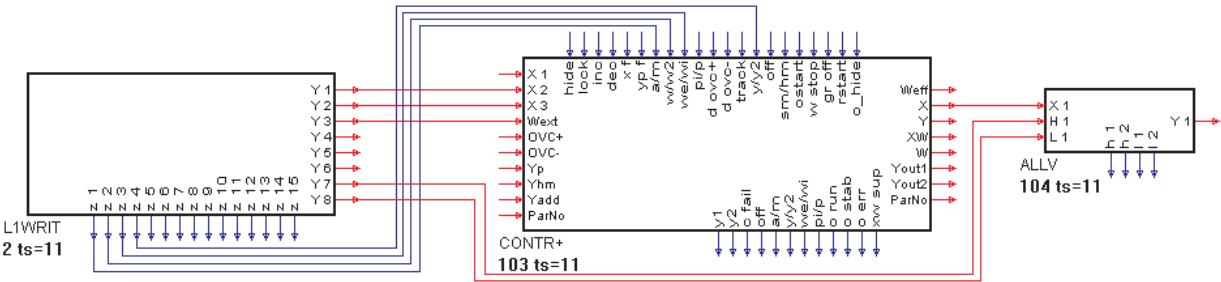 Y 1
Y 2
Y 3
Y 4
Y 5
Y 6
Y 7
Y 8
z 1
z 2
z 3
z 4
z 5
z 6
z 7
z 8
z 9
z 10
z 11
z 12
z 13
z 14
z 15
L1WRIT
2 ts=11
X 1
X 2
X 3
Wext
OVC+
OVC-
Yp
Yhm
Yadd
ParNo
hide
lock
inc
dec
x f
yp f
a/m
w/w2
we/wi
pi/p
d ovc+
d ovc-
track
y/y2
off
sm/hm
ostart
w stop
gr off
rstart
o_hide
Weff
X
Y
XW
W
Yout1
Yout2
ParNo
y1
y2
c fail
off
a/m
y/y2
we/wi
pi/p
o run
o stab
o err
xw sup
CONTR+
103 ts=11
X 1
H 1
L 1
Y 1
h 1
h 2
l 1
l 2
ALLV
104 ts=11